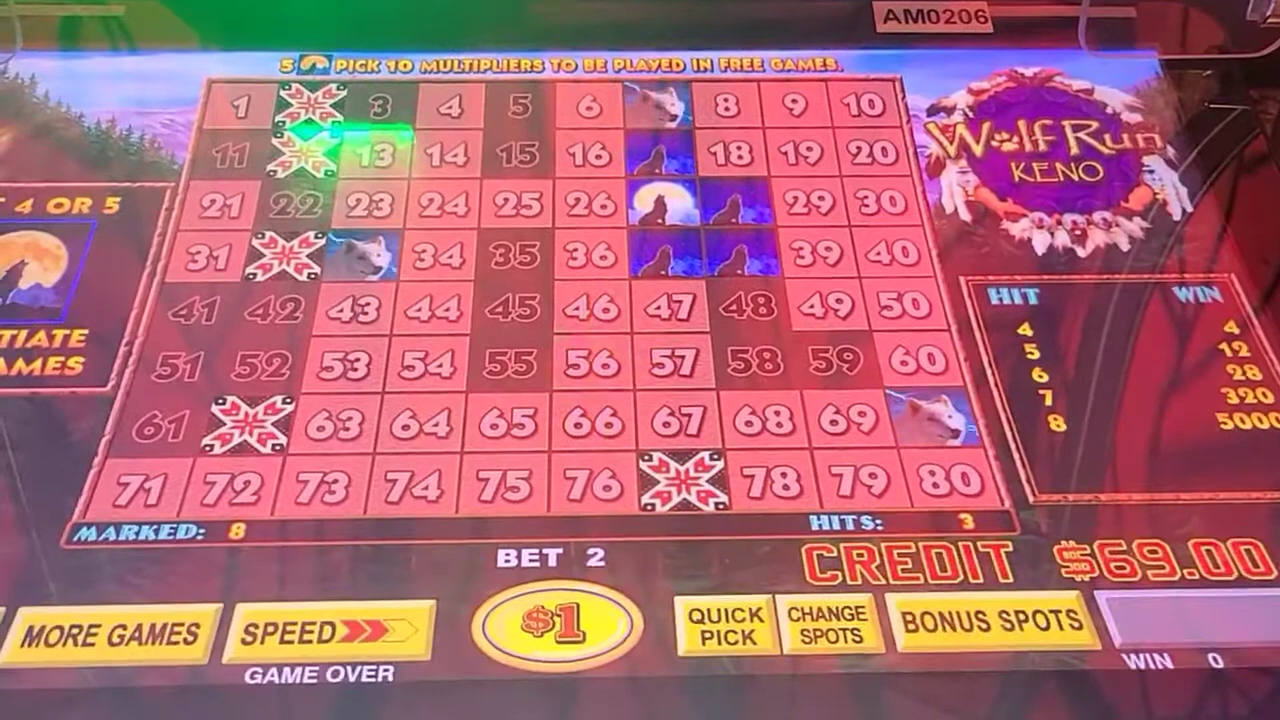 AM0206
5 PICK 10 MULTIPLIERS TO BE PLAYED IN FREE GAMES.
1 3 4 5 6 8 9 10
11 13 14 15 16 18 19 20
21 22 23 24 25 26 29 30
31 34 35 36 39 40
41 42 43 44 45 46 47 48 49 50
51 52 53 54 55 56 57 58 59 60
61 63 64 65 66 67 68 69
71 72 73 74 75 76 78 79 80
4 OR 5
TIATE
AMES
Wolf Run
KENO
HIT WIN
4 4
5 12
6 28
7 320
8 5000
MARKED: 8
HITS: 3
BET 2
CREDIT $69.00
MORE GAMES
SPEED
$1
QUICK
PICK
CHANGE
SPOTS
BONUS SPOTS
GAME OVER
WIN 0